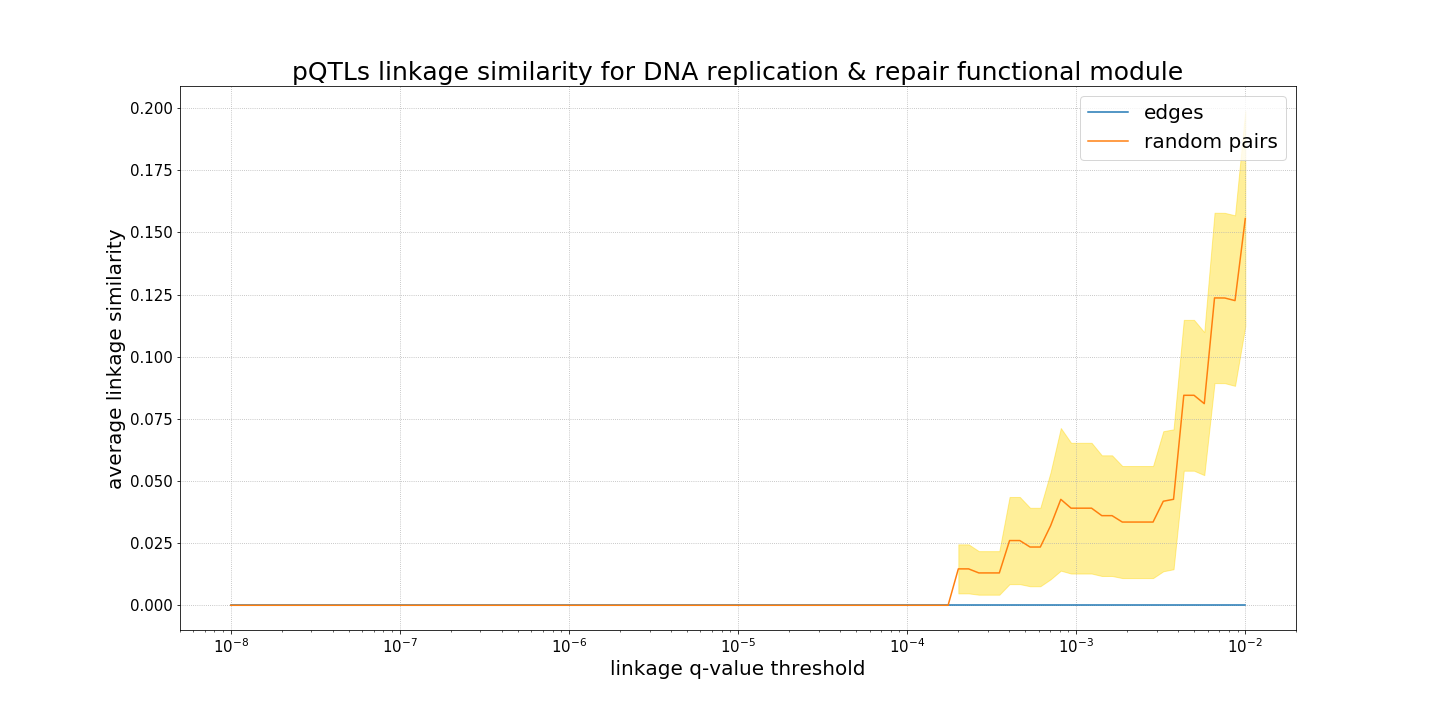 pQTLs linkage similarity for DNA replication & repair functional module
edges
random pairs
average linkage similarity
0.200
0.175
0.150
0.125
0.100
0.075
0.050
0.025
0.000
10⁻⁸ 10⁻⁷ 10⁻⁶ 10⁻⁵ 10⁻⁴ 10⁻³ 10⁻²
linkage q-value threshold